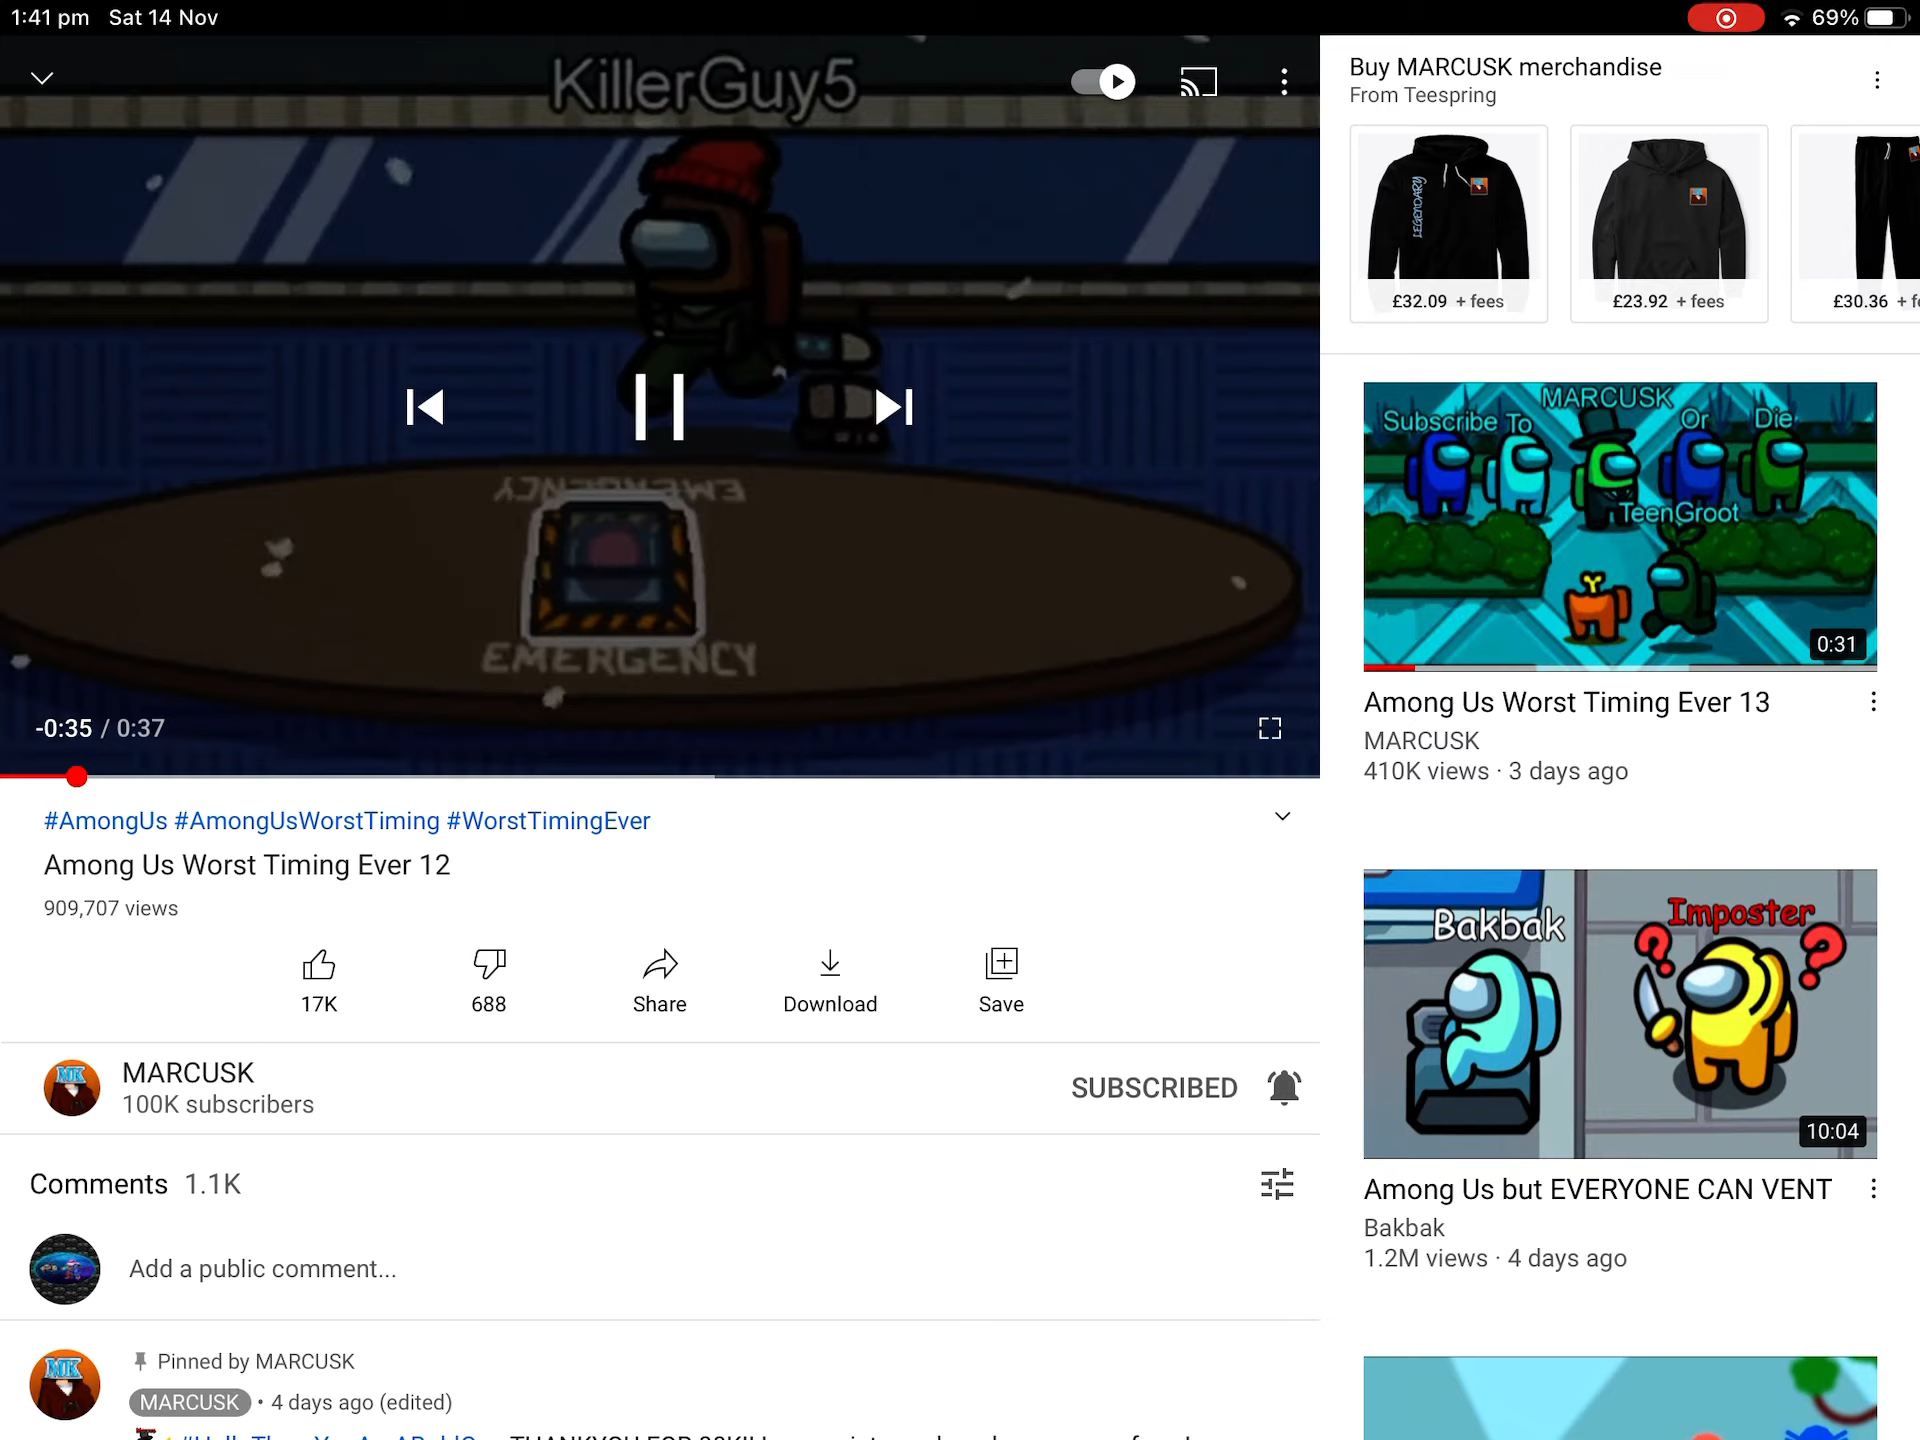 1:41 pm Sat 14 Nov
69%
KillerGuy5
EMERGENCY
EMERGENCY
-0:35 / 0:37
#AmongUs #AmongUsWorstTiming #WorstTimingEver
Among Us Worst Timing Ever 12
909,707 views
17K
688
Share
Download
Save
MARCUSK
100K subscribers
SUBSCRIBED
Comments 1.1K
Add a public comment...
Pinned by MARCUSK
MARCUSK • 4 days ago (edited)
Buy MARCUSK merchandise
From Teespring
LEGENDARY
£32.09 + fees
£23.92 + fees
£30.36
MARCUSK
Subscribe To Or Die
TeenGroot
0:31
Among Us Worst Timing Ever 13
MARCUSK
410K views · 3 days ago
Bakbak
Imposter
10:04
Among Us but EVERYONE CAN VENT
Bakbak
1.2M views · 4 days ago